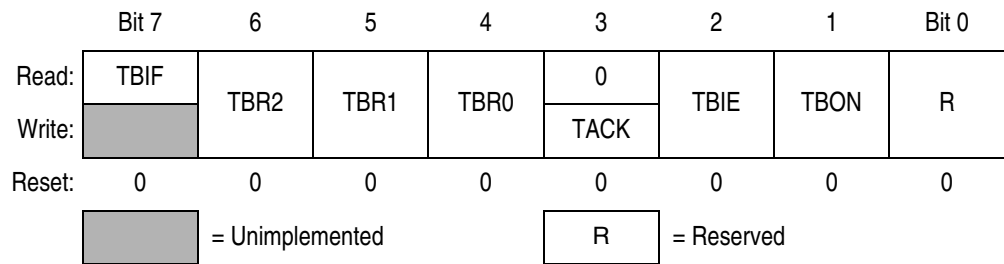 Bit 7 6 5 4 3 2 1 Bit 0
Read: TBIF TBR2 TBR1 TBR0 0 TBIE TBON R
Write: TACK
Reset: 0 0 0 0 0 0 0 0
= Unimplemented R = Reserved